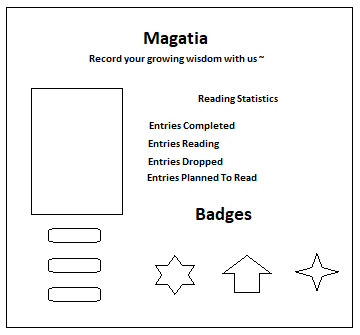 Magatia
Record your growing wisdom with us ~
Reading Statistics
Entries Completed
Entries Reading
Entries Dropped
Entries Planned To Read
Badges